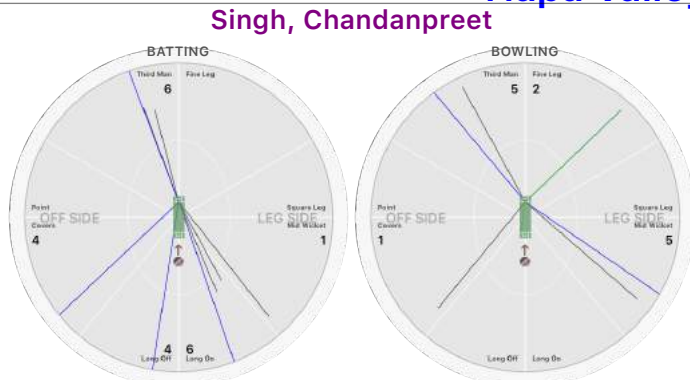 Singh, Chandanpreet
BATTING
Third Man Fine Leg
6
Point Square Leg
OFF SIDE LEG SIDE
Covers Mid Wicket
4 1
4 6
Long Off Long On
BOWLING
Third Man Fine Leg
5 2
Point Square Leg
OFF SIDE LEG SIDE
Covers Mid Wicket
1 5
Long Off Long On